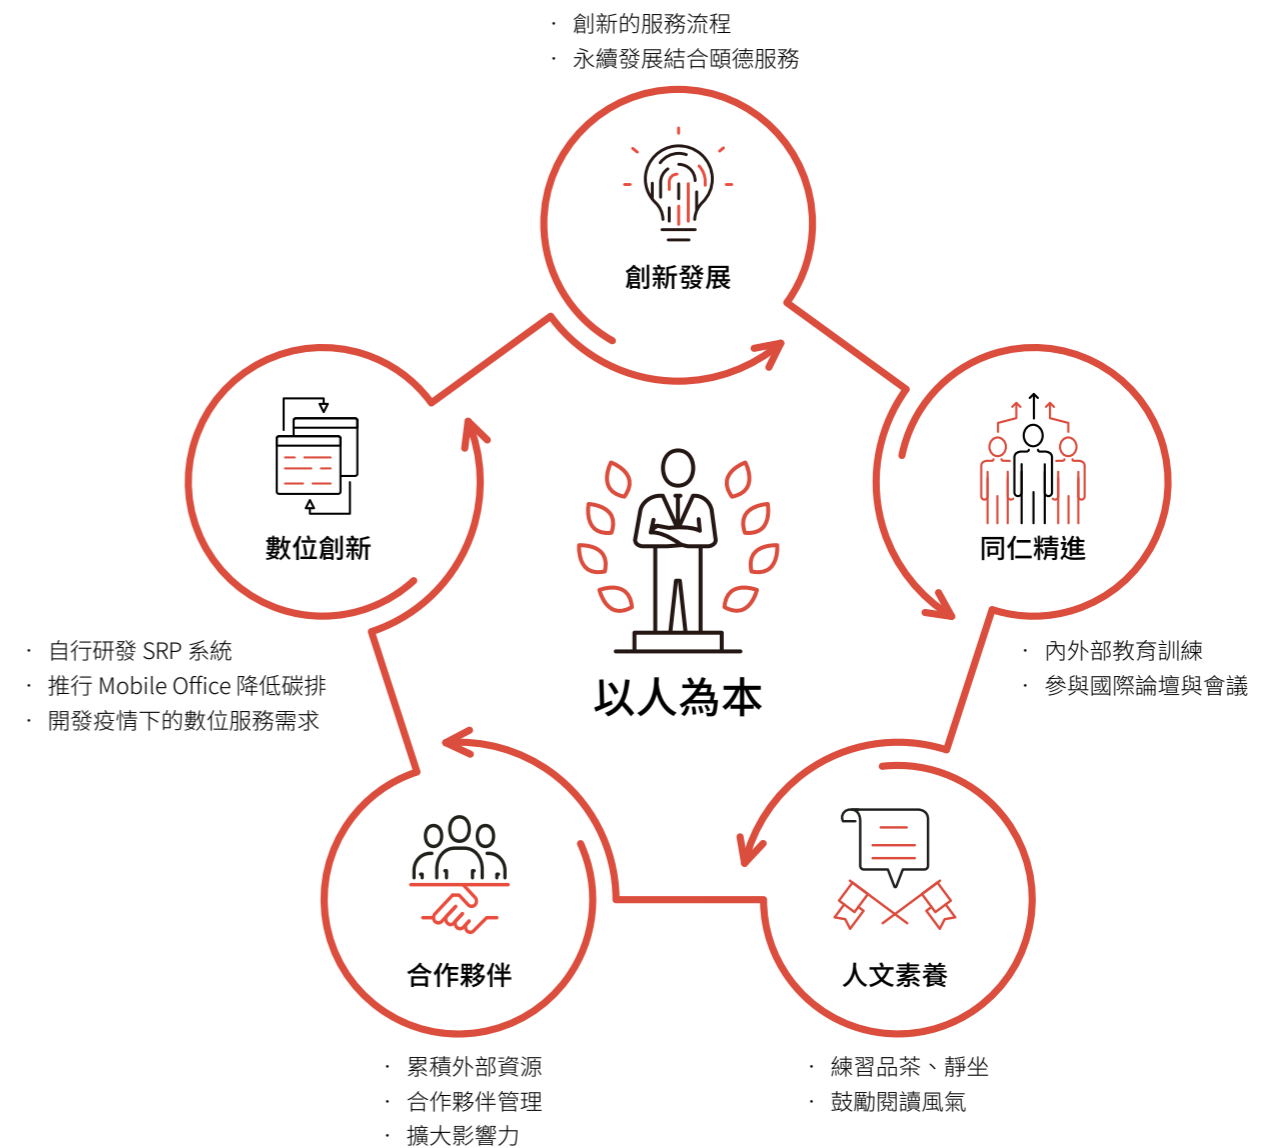 · 創新的服務流程
· 永續發展結合頤德服務
創新發展
數位創新
同仁精進
· 自行研發 SRP 系統
· 推行 Mobile Office 降低碳排
· 開發疫情下的數位服務需求
· 內外部教育訓練
· 參與國際論壇與會議
以人為本
合作夥伴
人文素養
· 累積外部資源
· 合作夥伴管理
· 擴大影響力
· 練習品茶、靜坐
· 鼓勵閱讀風氣